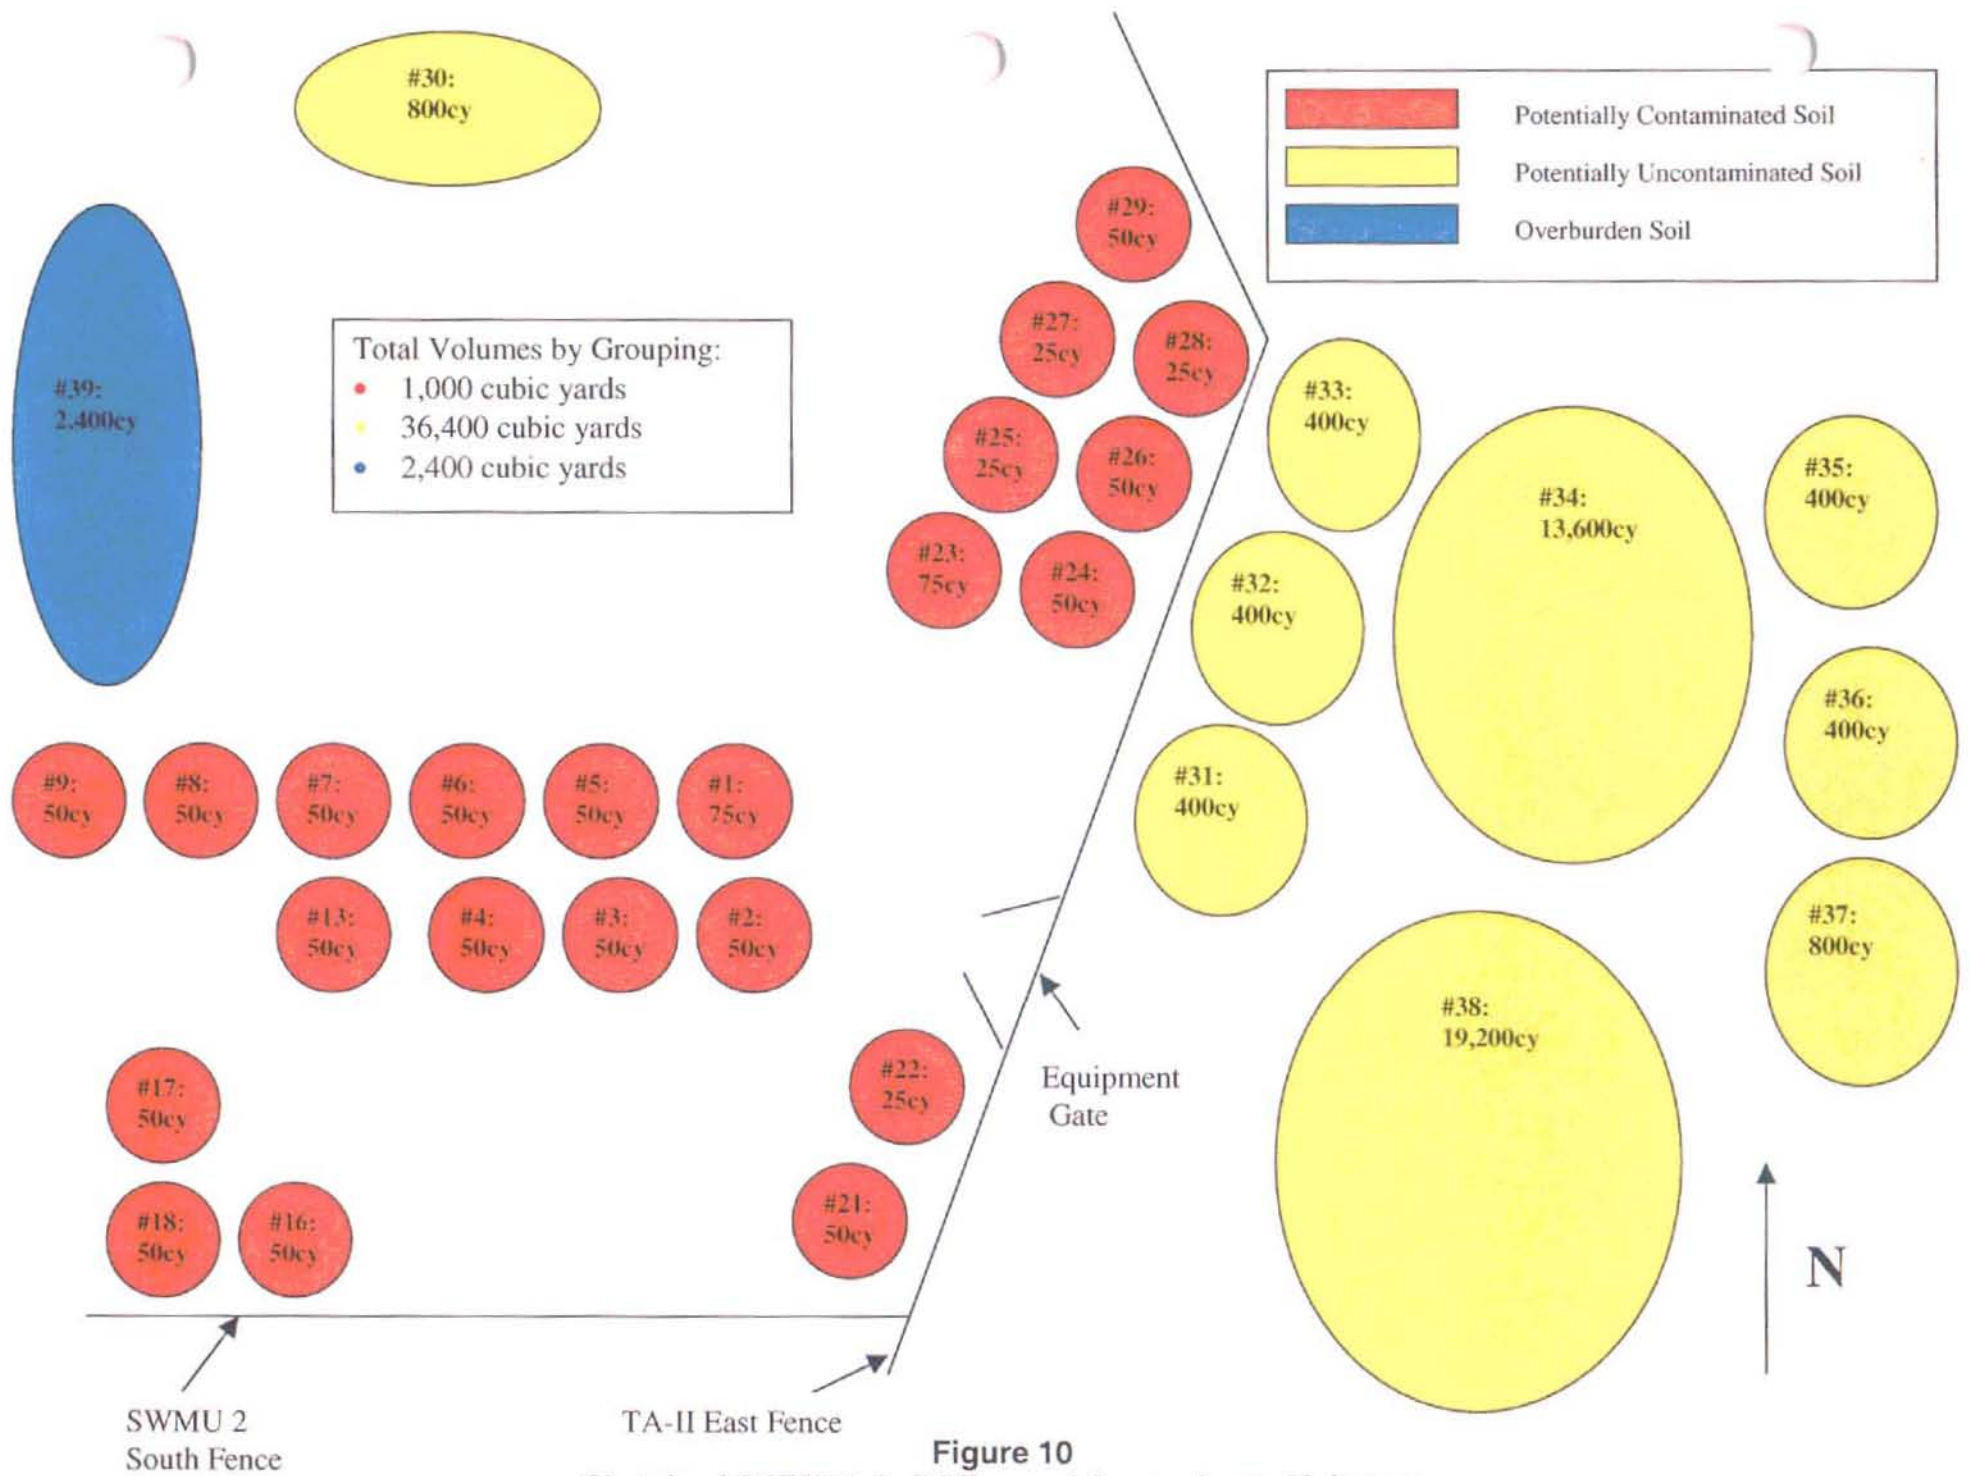 #30:
800cy
Potentially Contaminated Soil
Potentially Uncontaminated Soil
Overburden Soil
#29:
50cy
#27:
25cy
#28:
25cy
#39:
2,400cy
Total Volumes by Grouping:
• 1,000 cubic yards
• 36,400 cubic yards
• 2,400 cubic yards
#25:
25cy
#26:
50cy
#23:
75cy
#24:
50cy
#33:
400cy
#34:
13,600cy
#35:
400cy
#32:
400cy
#36:
400cy
#31:
400cy
#37:
800cy
#9:
50cy
#8:
50cy
#7:
50cy
#6:
50cy
#5:
50cy
#1:
75cy
#13:
50cy
#4:
50cy
#3:
50cy
#2:
50cy
#38:
19,200cy
#17:
50cy
#22:
25cy
Equipment
Gate
#18:
50cy
#16:
50cy
#21:
50cy
N
SWMU 2
South Fence
TA-II East Fence
Figure 10